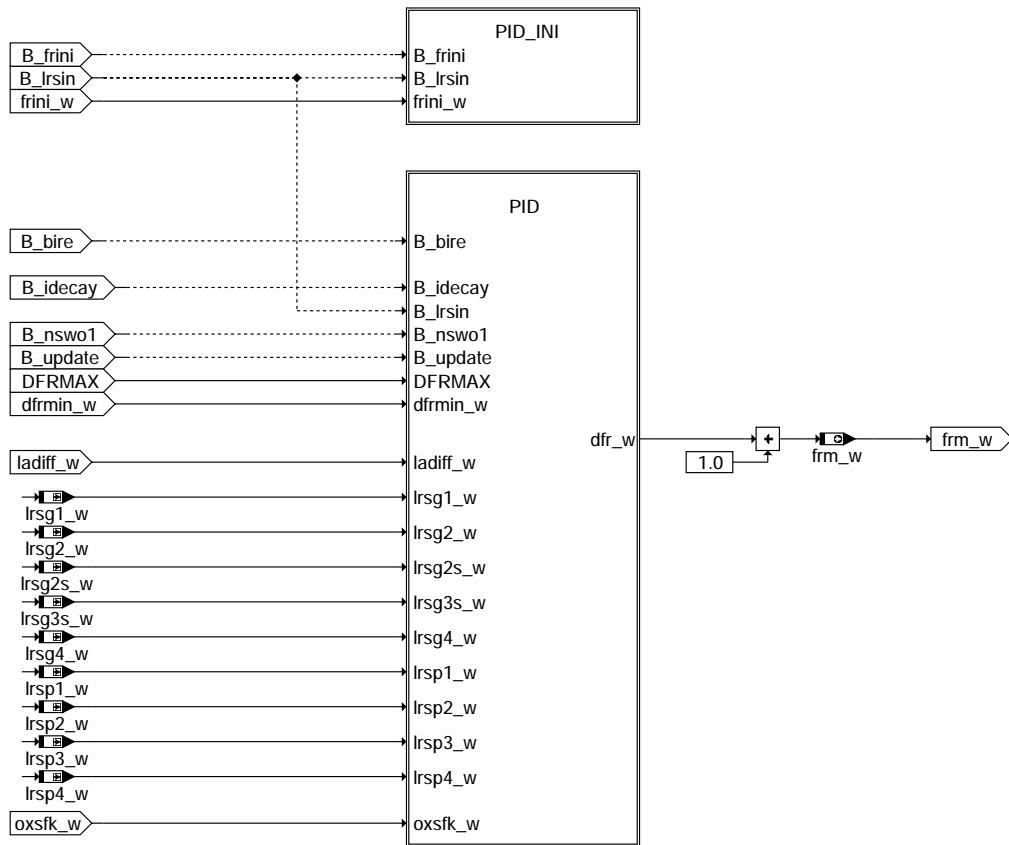 PID_INI
B_frini
B_frini
B_lrsin
B_lrsin
frini_w
frini_w
PID
B_bire
B_bire
B_idecay
B_idecay
B_lrsin
B_nswo1
B_nswo1
B_update
B_update
DFRMAX
DFRMAX
dfrmin_w
dfrmin_w
dfr_w
frm_w
1.0
frm_w
ladiff_w
ladiff_w
lrsg1_w
lrsg1_w
lrsg2_w
lrsg2_w
lrsg2s_w
lrsg2s_w
lrsg3s_w
lrsg3s_w
lrsg4_w
lrsg4_w
lrsp1_w
lrsp1_w
lrsp2_w
lrsp2_w
lrsp3_w
lrsp3_w
lrsp4_w
lrsp4_w
oxsfk_w
oxsfk_w